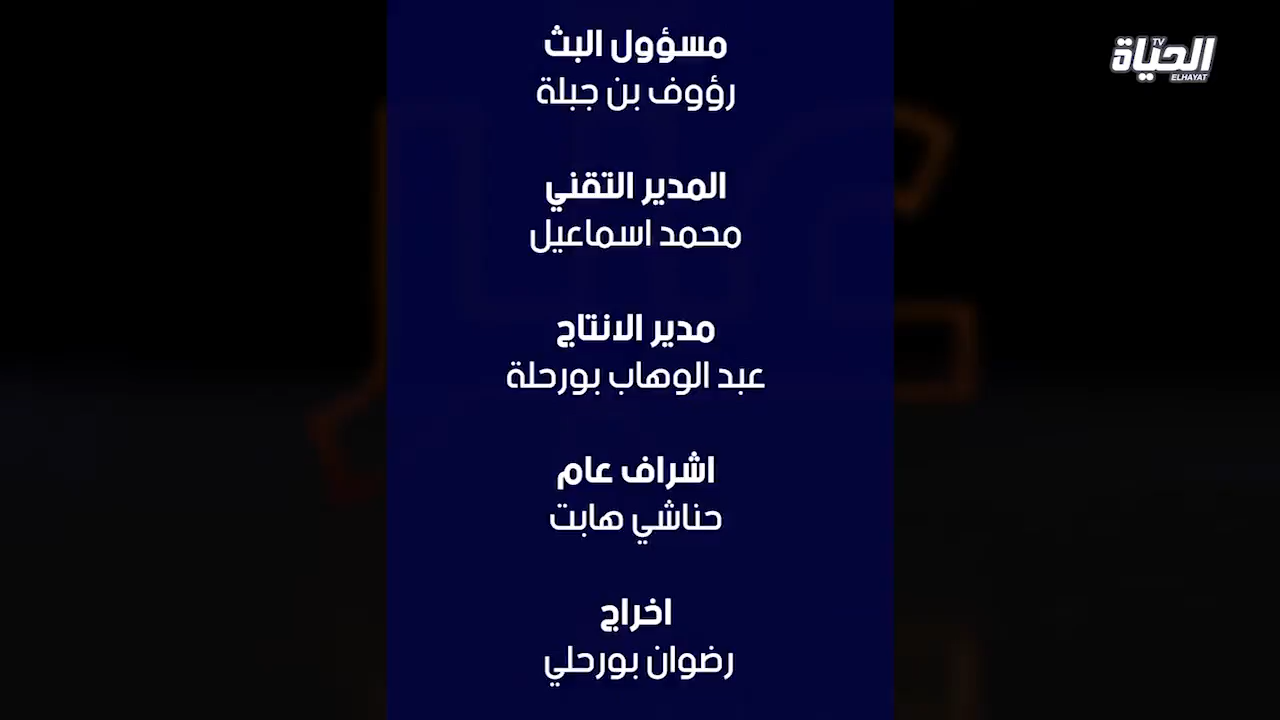 مسؤول البث
رؤوف بن جبلة
المدير التقني
محمد اسماعيل
مدير الانتاج
عبد الوهاب بورحلة
اشراف عام
حناشي هابت
اخراج
رضوان بورحلي
الحياة TV
ELHAYAT